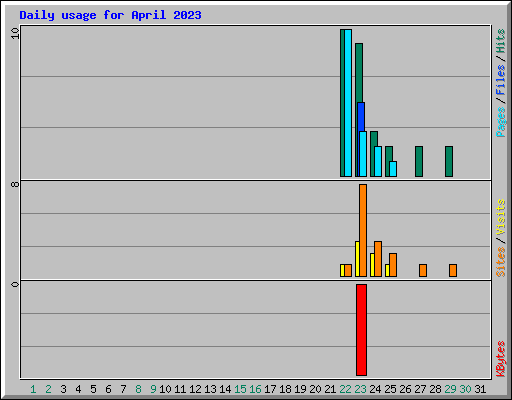 Daily usage for April 2023
10
8
0
Pages / Files / Hits
Sites / Visits
KBytes
1 2 3 4 5 6 7 8 9 10 11 12 13 14 15 16 17 18 19 20 21 22 23 24 25 26 27 28 29 30 31